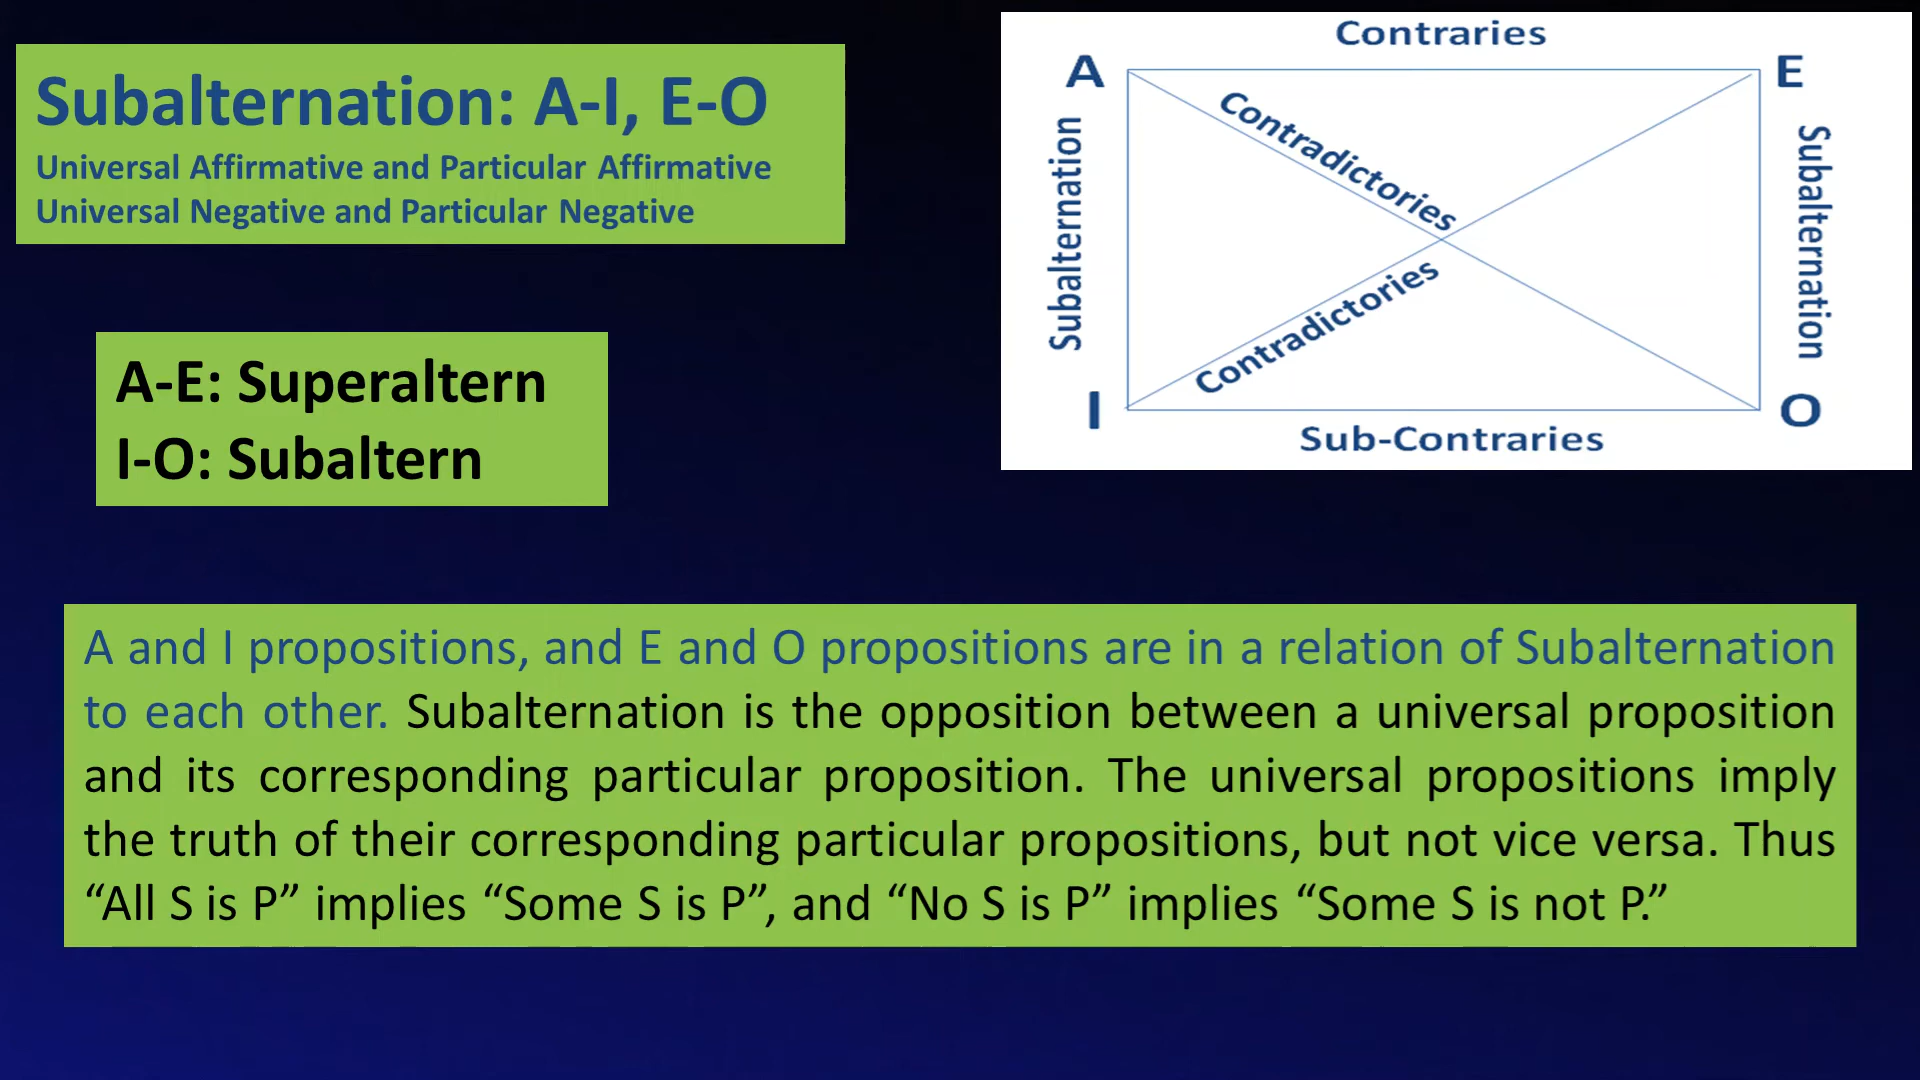 Subalternation: A-I, E-O
Universal Affirmative and Particular Affirmative
Universal Negative and Particular Negative
Contraries
A
E
Contradictories
Subalternation
Subalternation
Contradictories
I
O
Sub-Contraries
A-E: Superaltern
I-O: Subaltern
A and I propositions, and E and O propositions are in a relation of Subalternation
to each other. Subalternation is the opposition between a universal proposition
and its corresponding particular proposition. The universal propositions imply
the truth of their corresponding particular propositions, but not vice versa. Thus
“All S is P” implies “Some S is P”, and “No S is P” implies “Some S is not P.”